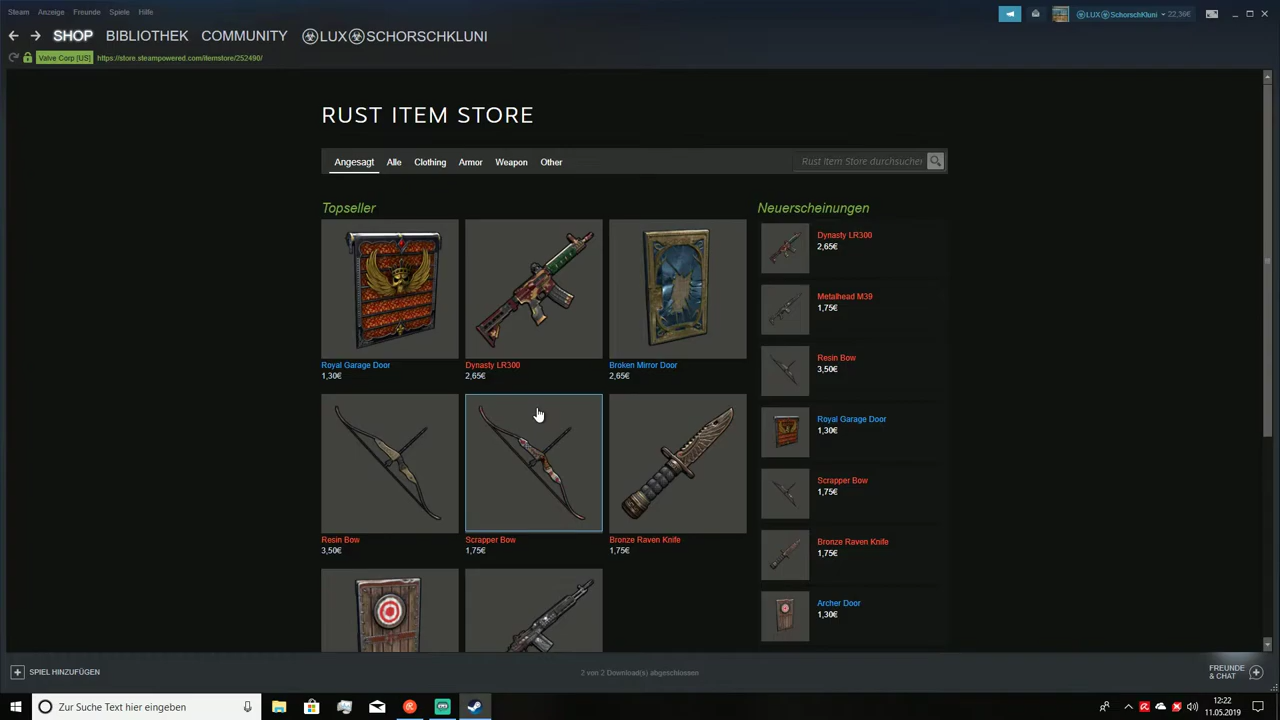 Steam Anzeige Freunde Spiele Hilfe
LUX SchorschKluni 22,36€
SHOP BIBLIOTHEK COMMUNITY LUX SCHORSCHKLUNI
Valve Corp [US] https://store.steampowered.com/itemstore/252490/
RUST ITEM STORE
Angesagt Alle Clothing Armor Weapon Other
Rust Item Store durchsuchen
Topseller
Royal Garage Door
1,30€
Dynasty LR300
2,65€
Broken Mirror Door
2,65€
Resin Bow
3,50€
Scrapper Bow
1,75€
Bronze Raven Knife
1,75€
Neuerscheinungen
Dynasty LR300
2,65€
Metalhead M39
1,75€
Resin Bow
3,50€
Royal Garage Door
1,30€
Scrapper Bow
1,75€
Bronze Raven Knife
1,75€
Archer Door
1,30€
SPIEL HINZUFÜGEN
2 von 2 Download(s) abgeschlossen
FREUNDE
& CHAT
Zur Suche Text hier eingeben
12:22
11.05.2019